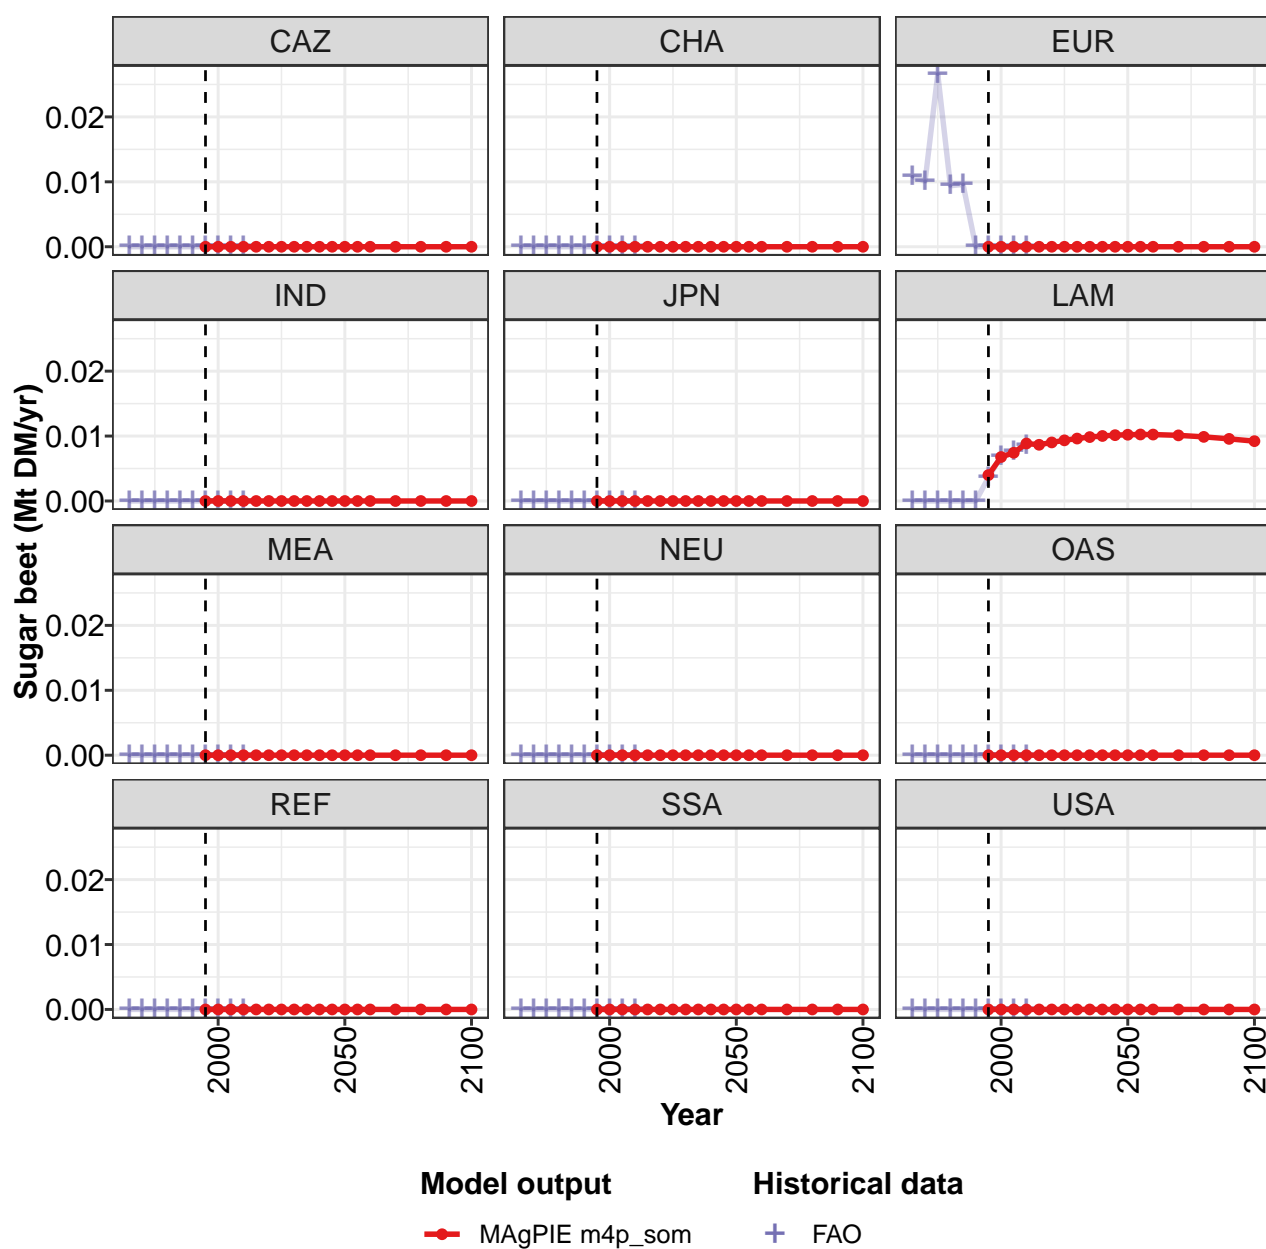 CAZ CHA EUR
0.02
0.01
0.00
IND JPN LAM
0.02
0.01
0.00
MEA NEU OAS
0.02
0.01
0.00
REF SSA USA
0.02
0.01
0.00
Sugar beet (Mt DM/yr)
2000 2050 2100 2000 2050 2100 2000 2050 2100
Year
Model output Historical data
MAgPIE m4p_som FAO